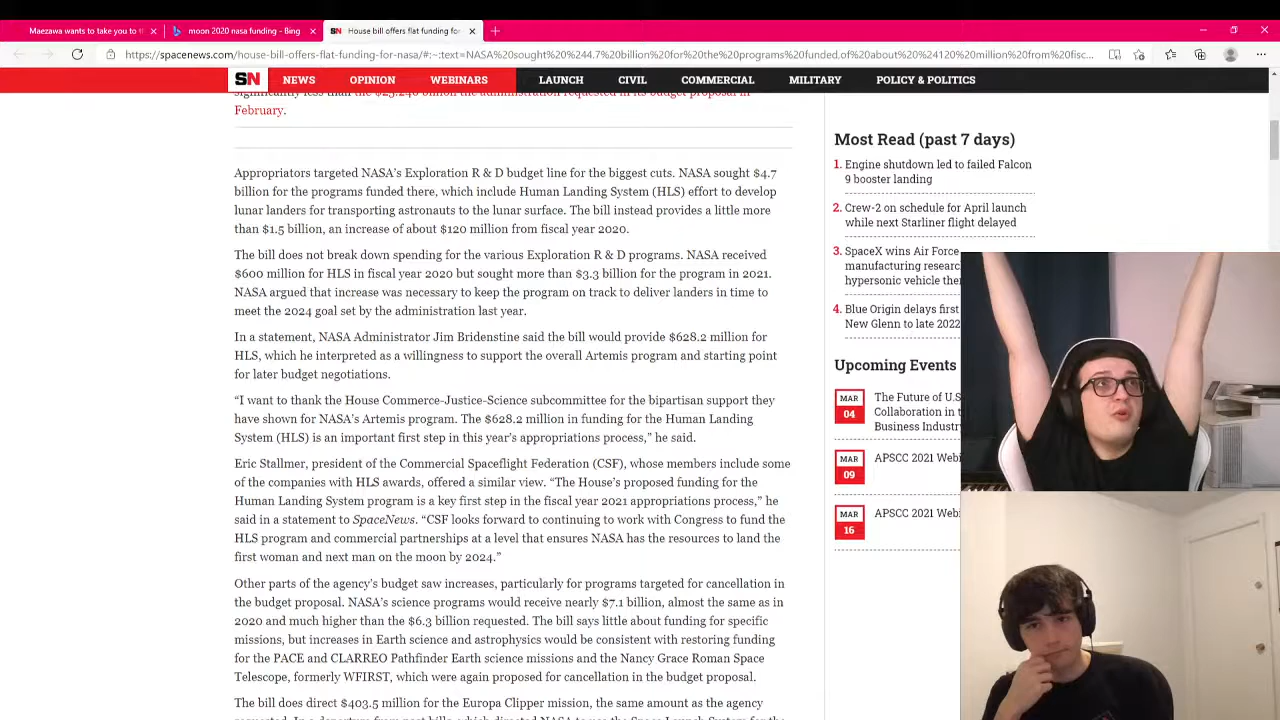 Maezawa wants to take you to t
moon 2020 nasa funding - Bing
SN House bill offers flat funding for
https://spacenews.com/house-bill-offers-flat-funding-for-nasa/#:~:text=NASA%20sought%20%244.7%20billion%20for%20the%20programs%20funded,of%20about%20%24120%20million%20from%20fisc...
SN NEWS OPINION WEBINARS LAUNCH CIVIL COMMERCIAL MILITARY POLICY & POLITICS
significantly less than the $25.246 billion the administration requested in its budget proposal in
February.
Appropriators targeted NASA's Exploration R & D budget line for the biggest cuts. NASA sought $4.7
billion for the programs funded there, which include Human Landing System (HLS) effort to develop
lunar landers for transporting astronauts to the lunar surface. The bill instead provides a little more
than $1.5 billion, an increase of about $120 million from fiscal year 2020.
The bill does not break down spending for the various Exploration R & D programs. NASA received
$600 million for HLS in fiscal year 2020 but sought more than $3.3 billion for the program in 2021.
NASA argued that increase was necessary to keep the program on track to deliver landers in time to
meet the 2024 goal set by the administration last year.
In a statement, NASA Administrator Jim Bridenstine said the bill would provide $628.2 million for
HLS, which he interpreted as a willingness to support the overall Artemis program and starting point
for later budget negotiations.
“I want to thank the House Commerce-Justice-Science subcommittee for the bipartisan support they
have shown for NASA's Artemis program. The $628.2 million in funding for the Human Landing
System (HLS) is an important first step in this year's appropriations process,” he said.
Eric Stallmer, president of the Commercial Spaceflight Federation (CSF), whose members include some
of the companies with HLS awards, offered a similar view. “The House's proposed funding for the
Human Landing System program is a key first step in the fiscal year 2021 appropriations process,” he
said in a statement to SpaceNews. “CSF looks forward to continuing to work with Congress to fund the
HLS program and commercial partnerships at a level that ensures NASA has the resources to land the
first woman and next man on the moon by 2024.”
Other parts of the agency's budget saw increases, particularly for programs targeted for cancellation in
the budget proposal. NASA's science programs would receive nearly $7.1 billion, almost the same as in
2020 and much higher than the $6.3 billion requested. The bill says little about funding for specific
missions, but increases in Earth science and astrophysics would be consistent with restoring funding
for the PACE and CLARREO Pathfinder Earth science missions and the Nancy Grace Roman Space
Telescope, formerly WFIRST, which were again proposed for cancellation in the budget proposal.
The bill does direct $403.5 million for the Europa Clipper mission, the same amount as the agency
Most Read (past 7 days)
1. Engine shutdown led to failed Falcon
9 booster landing
2. Crew-2 on schedule for April launch
while next Starliner flight delayed
3. SpaceX wins Air Force
manufacturing researc
hypersonic vehicle the
4. Blue Origin delays first
New Glenn to late 2022
Upcoming Events
MAR
04
The Future of U.S
Collaboration in t
Business Industry
MAR
09
APSCC 2021 Webi
MAR
16
APSCC 2021 Webi